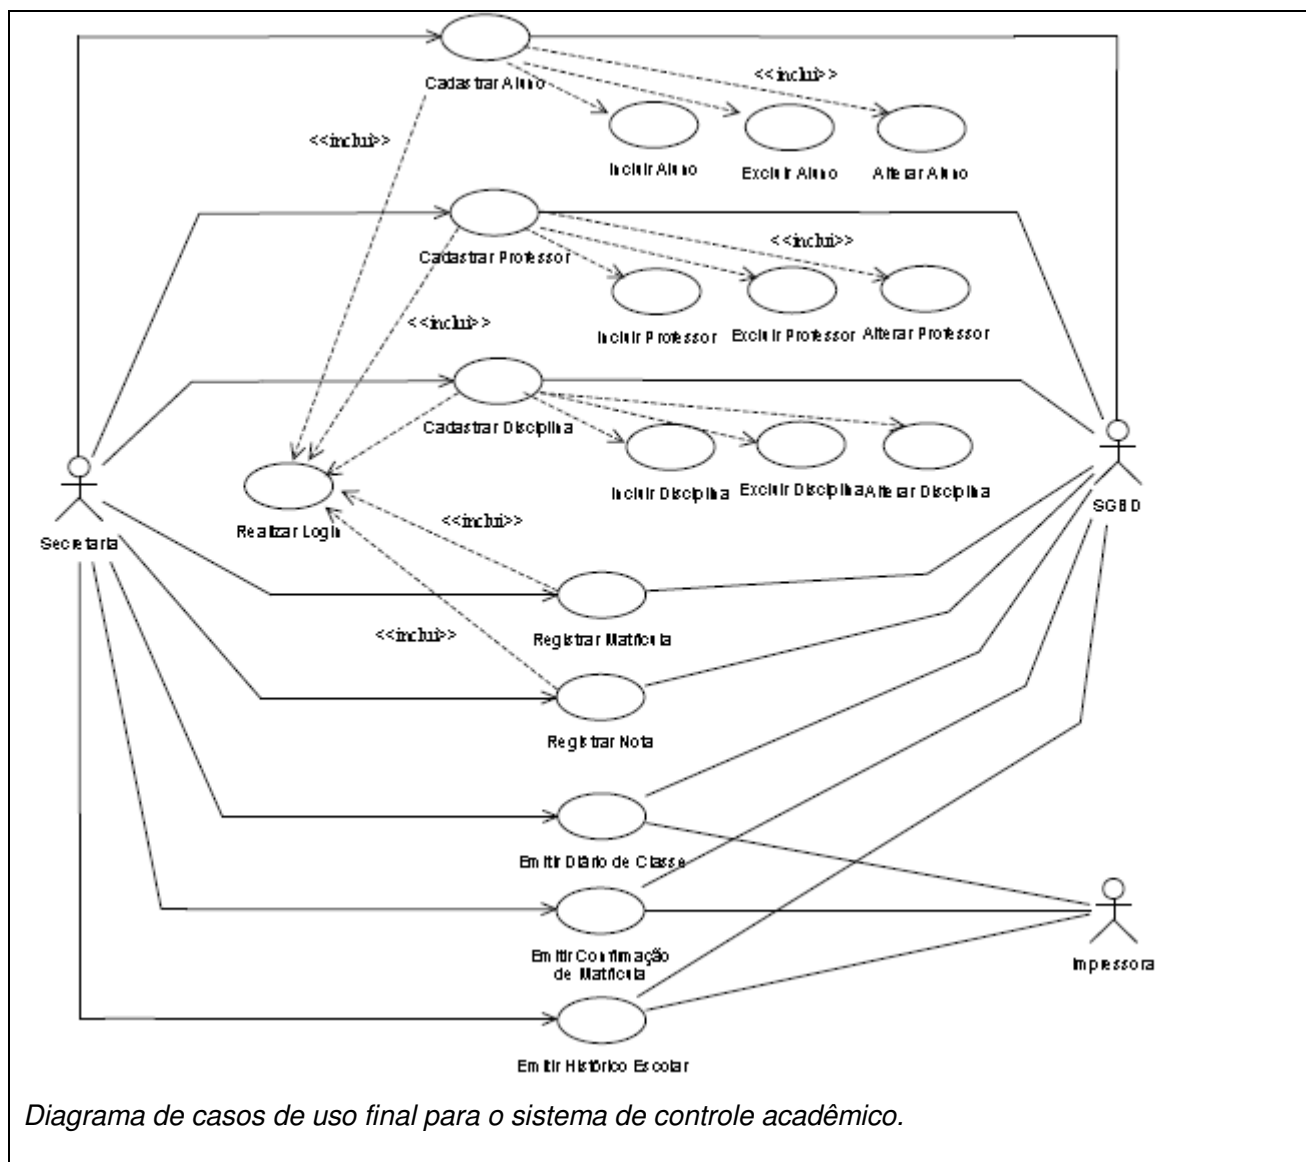 Cadastrar Aluno
<<inclui>>
<<inclui>>
Incluir Aluno
Excluir Aluno
Alterar Aluno
Cadastrar Professor
<<inclui>>
<<inclui>>
Incluir Professor
Excluir Professor
Alterar Professor
Cadastrar Disciplina
Incluir Disciplina
Excluir Disciplina
Alterar Disciplina
Secretaria
Realizar Login
<<inclui>>
SGBD
Registrar Matrícula
<<inclui>>
Registrar Nota
Emitir Diário de Classe
Emitir Confirmação
de Matrícula
Impressora
Emitir Histórico Escolar
Diagrama de casos de uso final para o sistema de controle acadêmico.